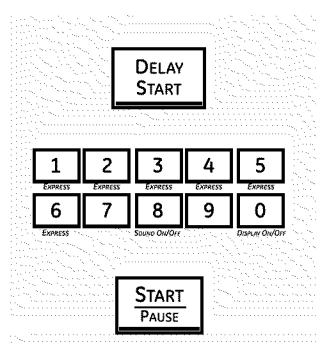 DELAY
START
1 2 3 4 5
EXPRESS EXPRESS EXPRESS EXPRESS EXPRESS
6 7 8 9 0
EXPRESS SOUND ON/OFF DISPLAY ON/OFF
START
PAUSE